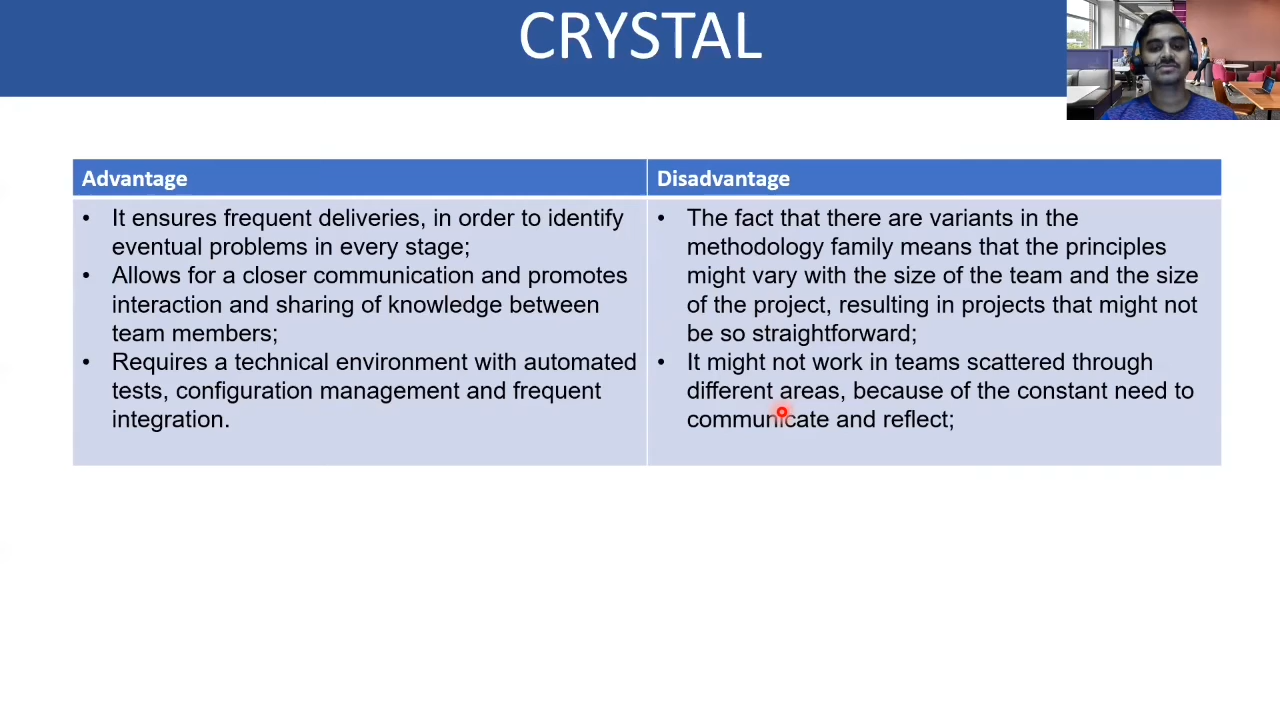 CRYSTAL
Advantage
• It ensures frequent deliveries, in order to identify
eventual problems in every stage;
• Allows for a closer communication and promotes
interaction and sharing of knowledge between
team members;
• Requires a technical environment with automated
tests, configuration management and frequent
integration.
Disadvantage
• The fact that there are variants in the
methodology family means that the principles
might vary with the size of the team and the size
of the project, resulting in projects that might not
be so straightforward;
• It might not work in teams scattered through
different areas, because of the constant need to
communicate and reflect;